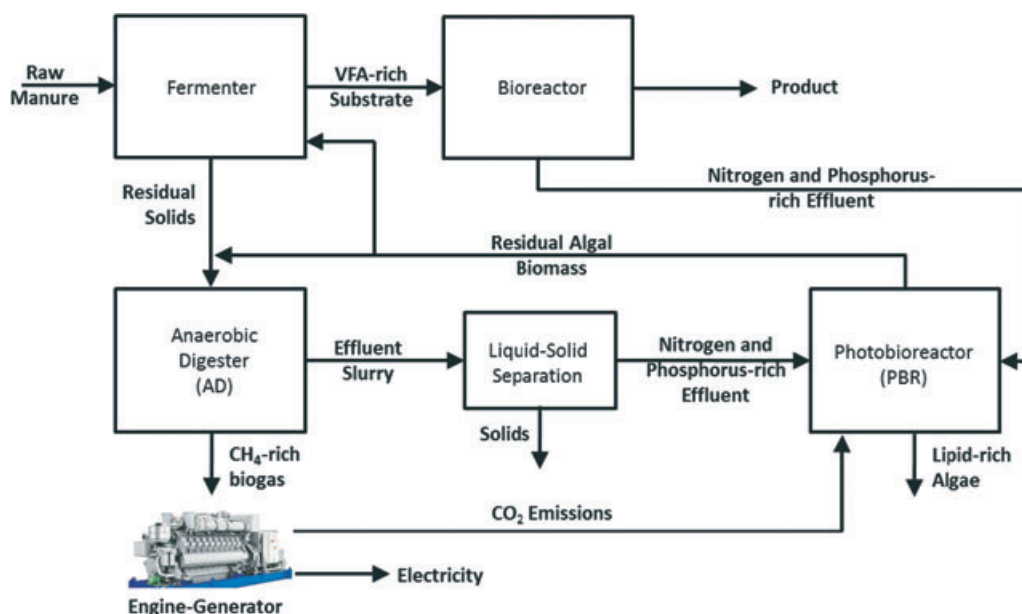 Raw
Manure
Fermenter
VFA-rich
Substrate
Bioreactor
Product
Nitrogen and Phosphorus-
rich Effluent
Residual
Solids
Residual Algal
Biomass
Anaerobic
Digester
(AD)
Effluent
Slurry
Liquid-Solid
Separation
Nitrogen and
Phosphorus-rich
Effluent
Photobioreactor
(PBR)
Solids
CH₄-rich
biogas
Lipid-rich
Algae
CO₂ Emissions
Electricity
Engine-Generator